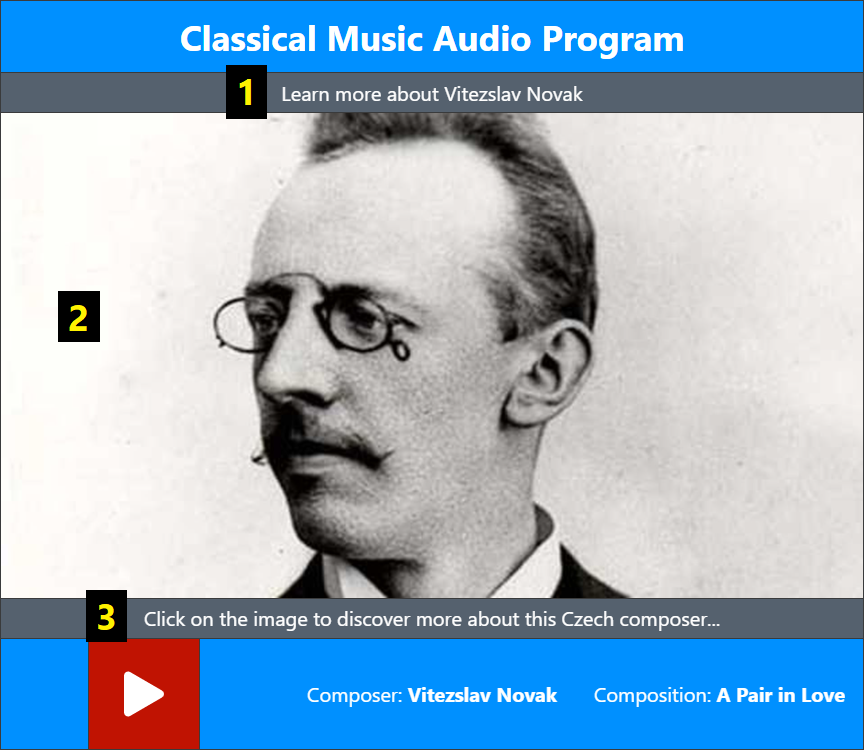 Classical Music Audio Program
1 Learn more about Vitezslav Novak
2
3 Click on the image to discover more about this Czech composer...
Composer: Vitezslav Novak Composition: A Pair in Love